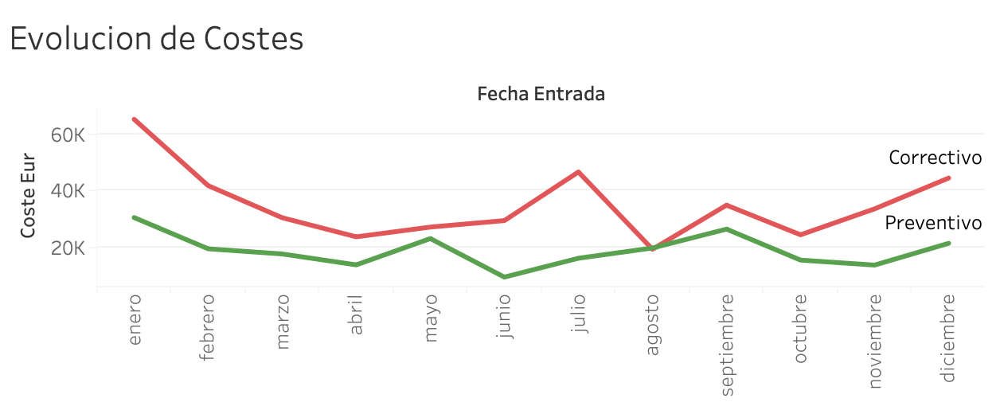 Evolucion de Costes
Fecha Entrada
60K
40K
20K
Coste Eur
Correctivo
Preventivo
enero
febrero
marzo
abril
mayo
junio
julio
agosto
septiembre
octubre
noviembre
diciembre